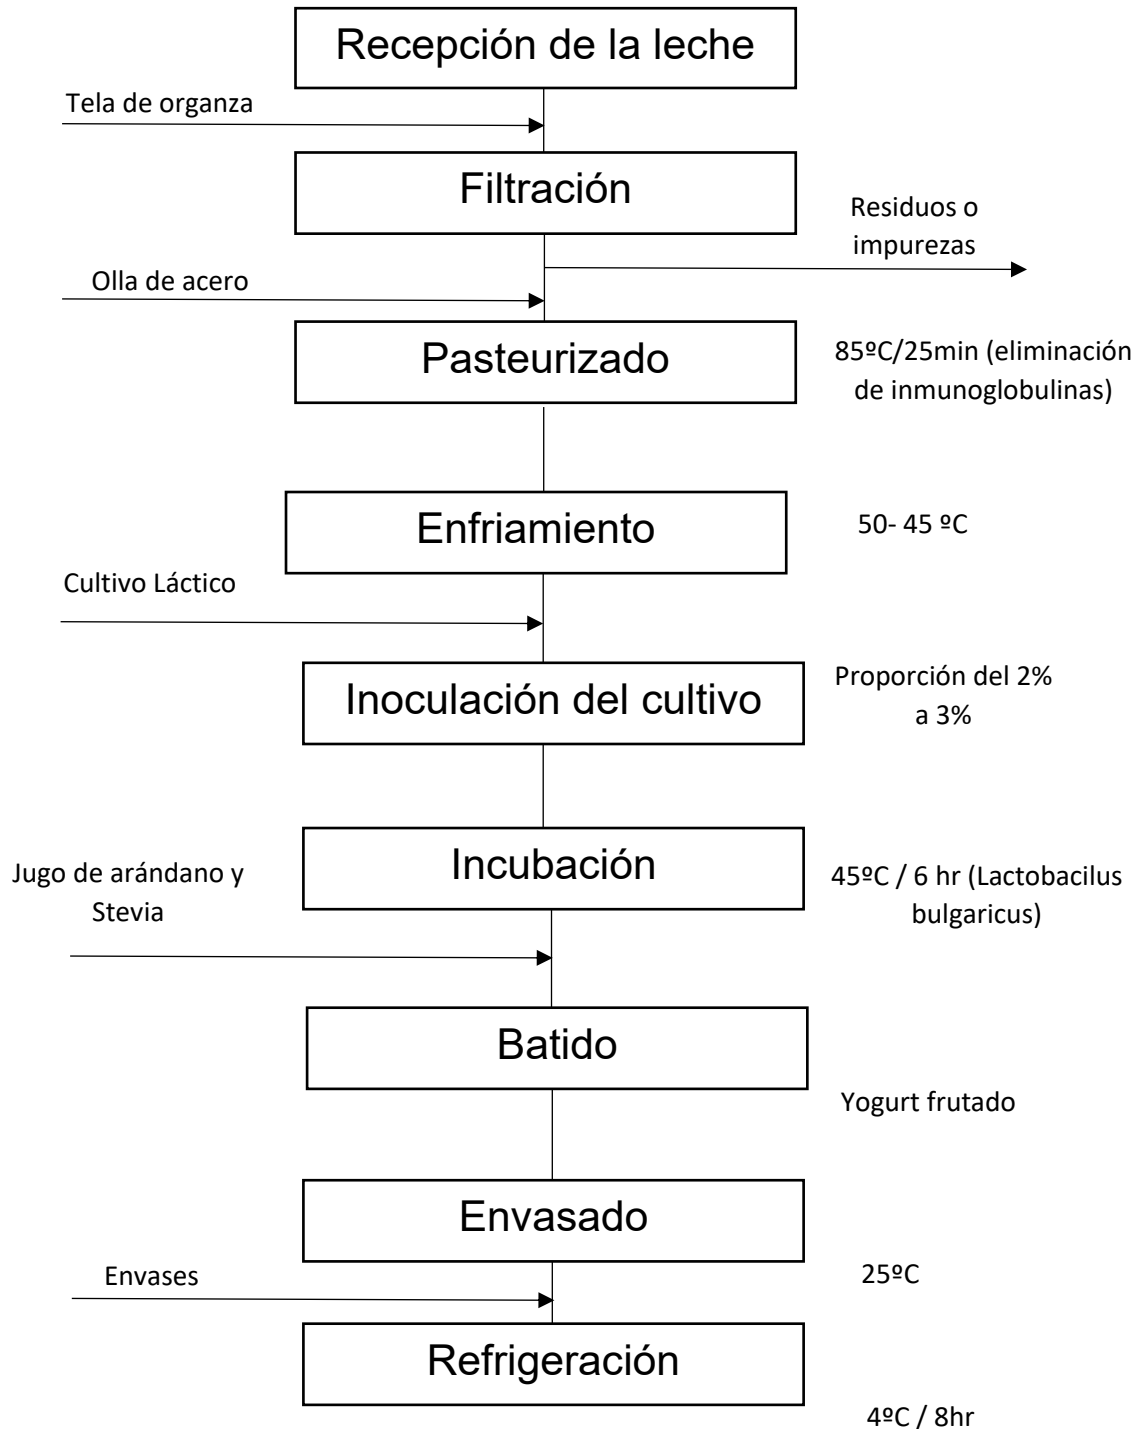 Recepción de la leche
Tela de organza
Filtración
Residuos o
impurezas
Olla de acero
Pasteurizado
85ºC/25min (eliminación
de inmunoglobulinas)
Enfriamiento
50- 45 ºC
Cultivo Láctico
Inoculación del cultivo
Proporción del 2%
a 3%
Incubación
45ºC / 6 hr (Lactobacilus
bulgaricus)
Jugo de arándano y
Stevia
Batido
Yogurt frutado
Envasado
25ºC
Envases
Refrigeración
4ºC / 8hr